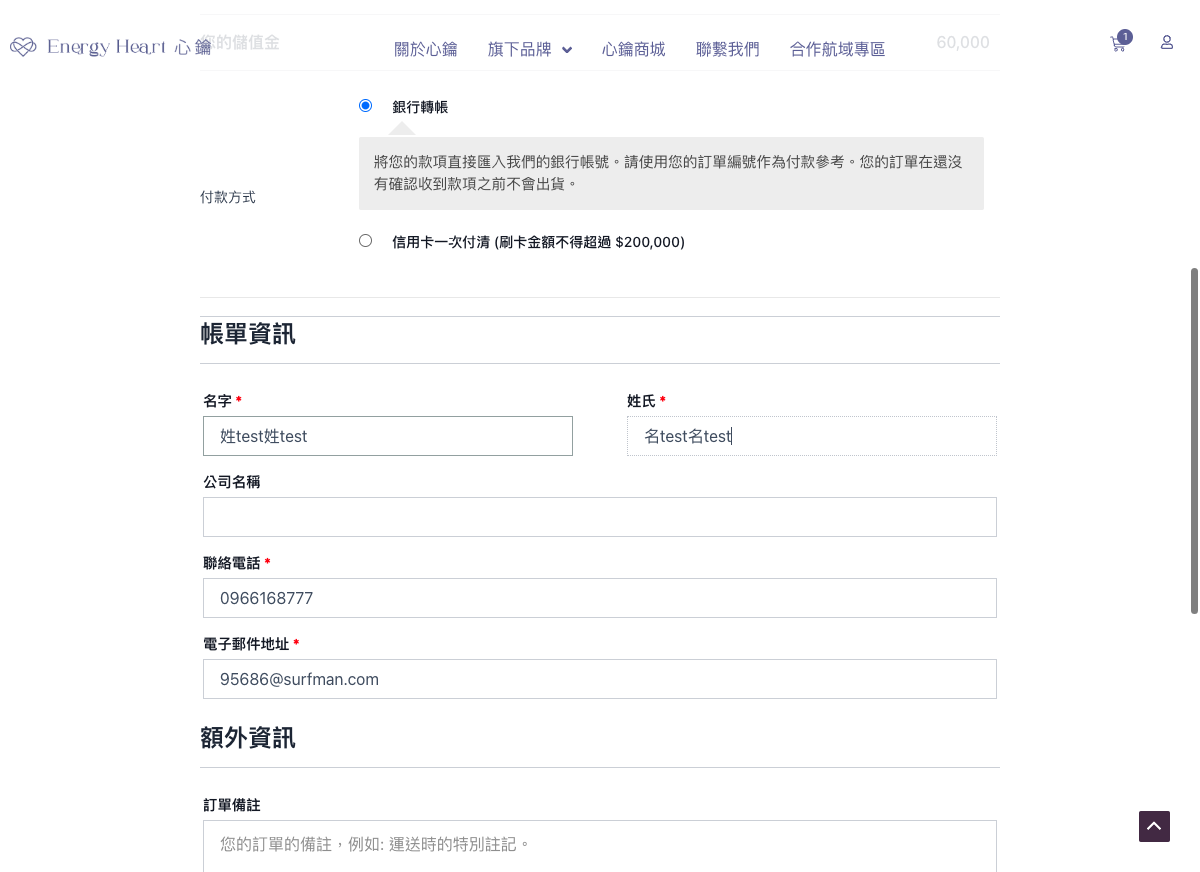 Energy Heart 心鑰
您的儲值金
關於心鑰
旗下品牌
心鑰商城
聯繫我們
合作航域專區
60,000
1
銀行轉帳
將您的款項直接匯入我們的銀行帳號。請使用您的訂單編號作為付款參考。您的訂單在還沒
有確認收到款項之前不會出貨。
付款方式
信用卡一次付清 (刷卡金額不得超過 $200,000)
帳單資訊
名字 *
姓氏 *
姓test姓test
名test名test
公司名稱
聯絡電話 *
0966168777
電子郵件地址 *
95686@surfman.com
額外資訊
訂單備註
您的訂單的備註，例如: 運送時的特別註記。